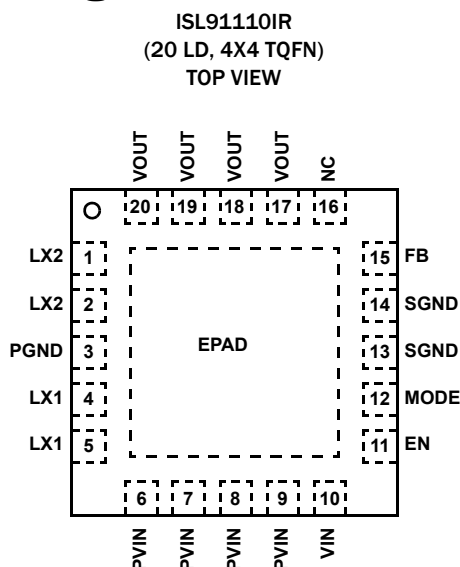 ISL91110IR
(20 LD, 4X4 TQFN)
TOP VIEW
VOUT VOUT VOUT VOUT NC
20 19 18 17 16
LX2 1 15 FB
LX2 2 14 SGND
PGND 3 EPAD 13 SGND
LX1 4 12 MODE
LX1 5 11 EN
6 7 8 9 10
PVIN PVIN PVIN PVIN VIN